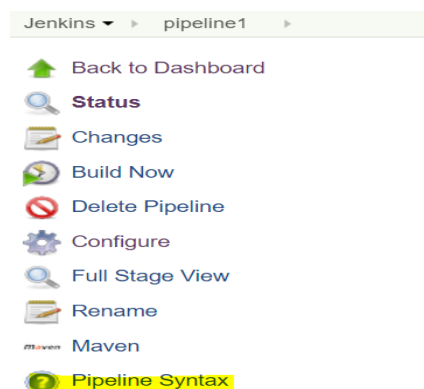 Jenkins pipeline1
Back to Dashboard
Status
Changes
Build Now
Delete Pipeline
Configure
Full Stage View
Rename
Maven Maven
Pipeline Syntax